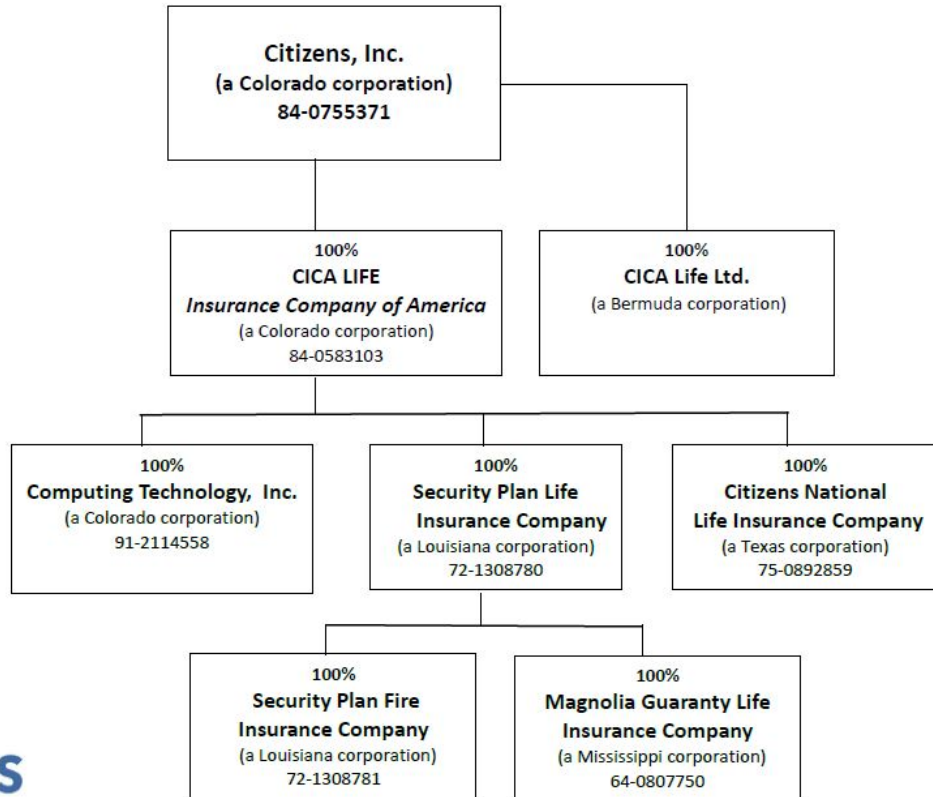 Citizens, Inc.
(a Colorado corporation)
84-0755371
100%
CICA LIFE
Insurance Company of America
(a Colorado corporation)
84-0583103
100%
CICA Life Ltd.
(a Bermuda corporation)
100%
Computing Technology, Inc.
(a Colorado corporation)
91-2114558
100%
Security Plan Life
Insurance Company
(a Louisiana corporation)
72-1308780
100%
Citizens National
Life Insurance Company
(a Texas corporation)
75-0892859
100%
Security Plan Fire
Insurance Company
(a Louisiana corporation)
72-1308781
100%
Magnolia Guaranty Life
Insurance Company
(a Mississippi corporation)
64-0807750
s